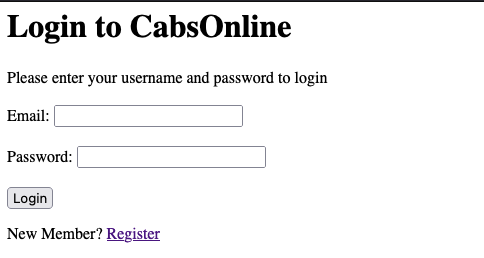 Login to CabsOnline
Please enter your username and password to login
Email:
Password:
Login
New Member? Register